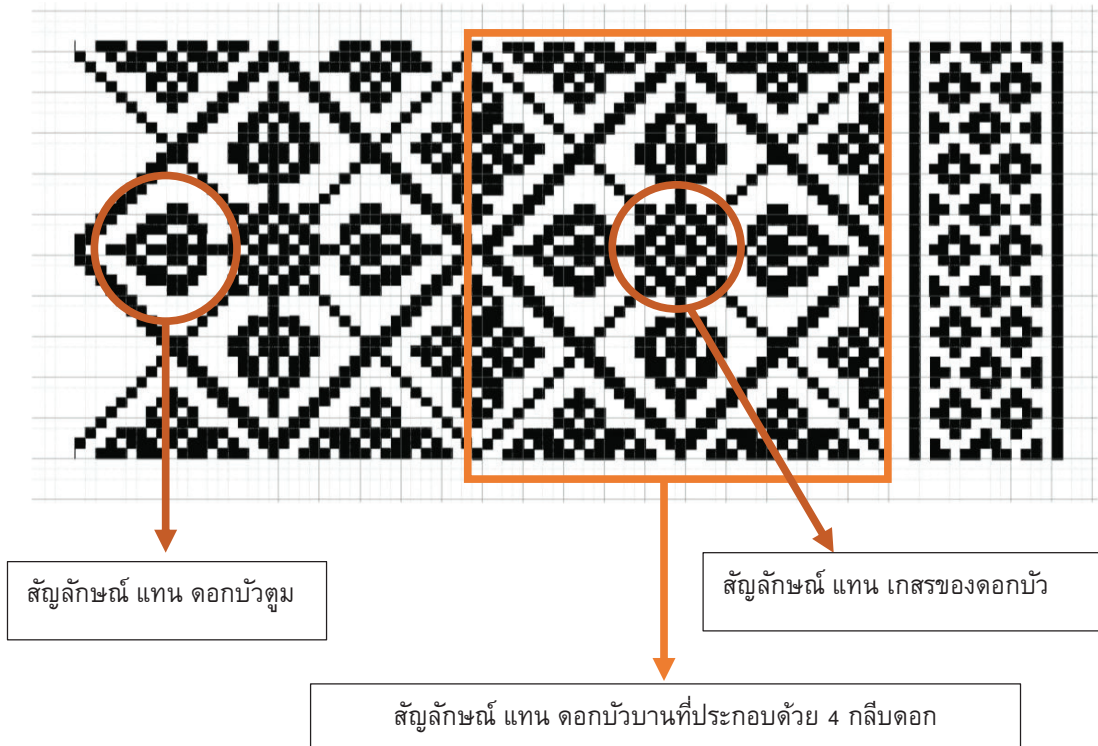 สัญลักษณ์ แทน ดอกบัวตูม
สัญลักษณ์ แทน เกสรของดอกบัว
สัญลักษณ์ แทน ดอกบัวบานที่ประกอบด้วย 4 กลีบดอก